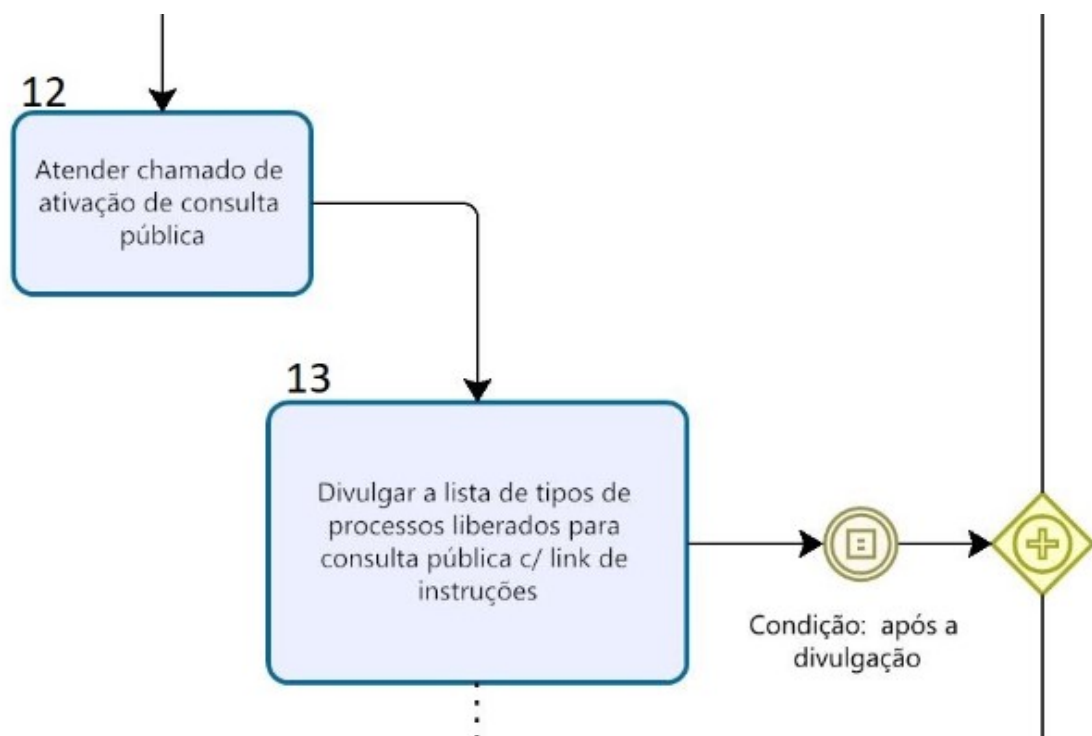 12
Atender chamado de
ativação de consulta
pública
13
Divulgar a lista de tipos de
processos liberados para
consulta pública c/ link de
instruções
Condição:  após a
divulgação